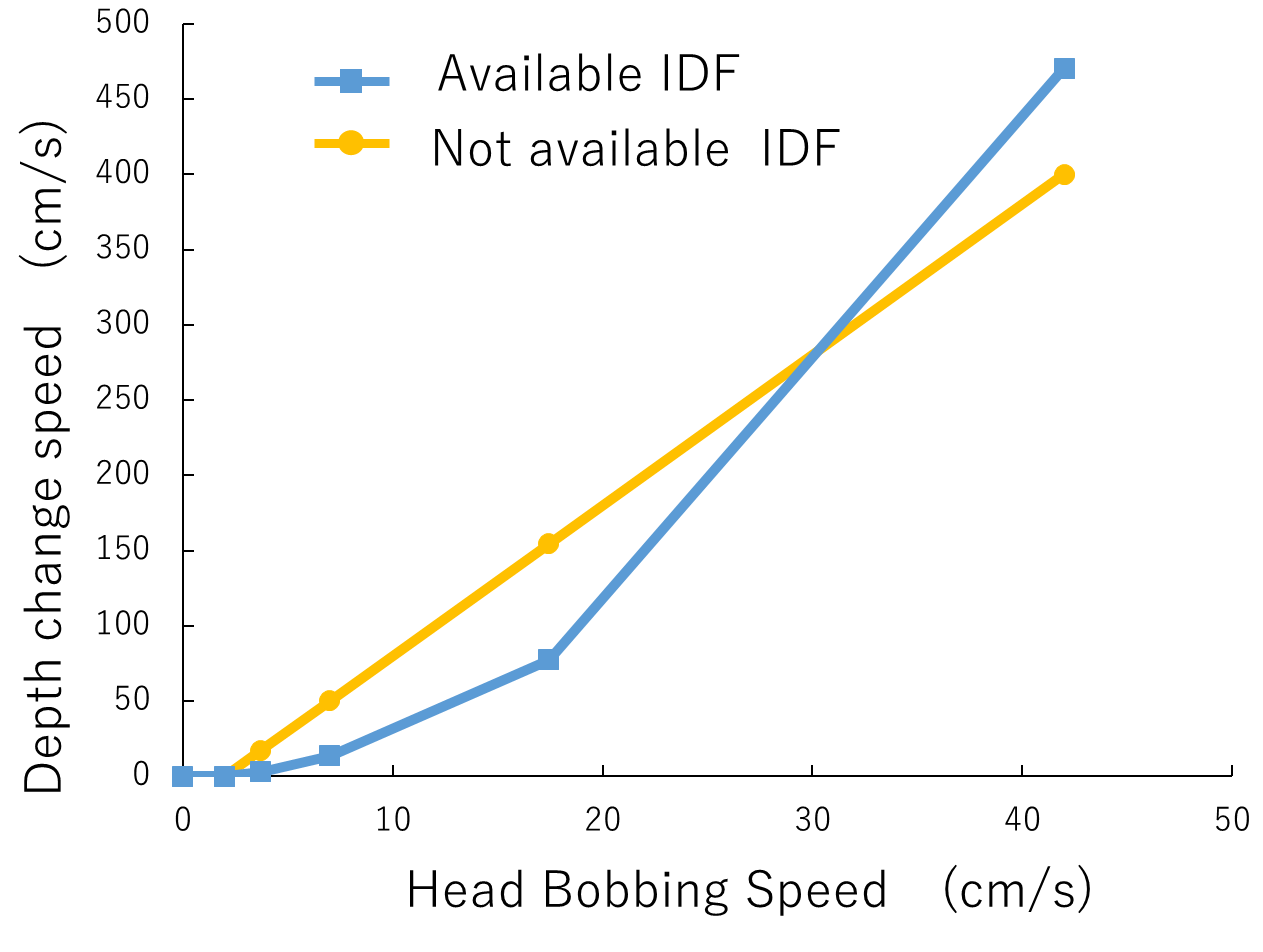 500
450
400
350
300
250
200
150
100
50
0
Depth change speed (cm/s)
Available IDF
Not available IDF
0 10 20 30 40 50
Head Bobbing Speed (cm/s)